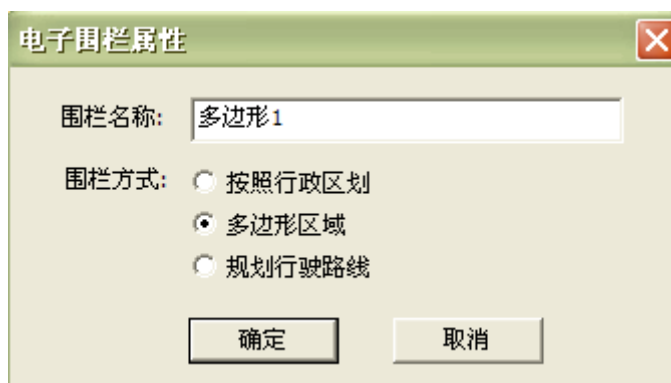 电子围栏属性
围栏名称: 多边形1
围栏方式: 按照行政区划
多边形区域
规划行驶路线
确定 取消